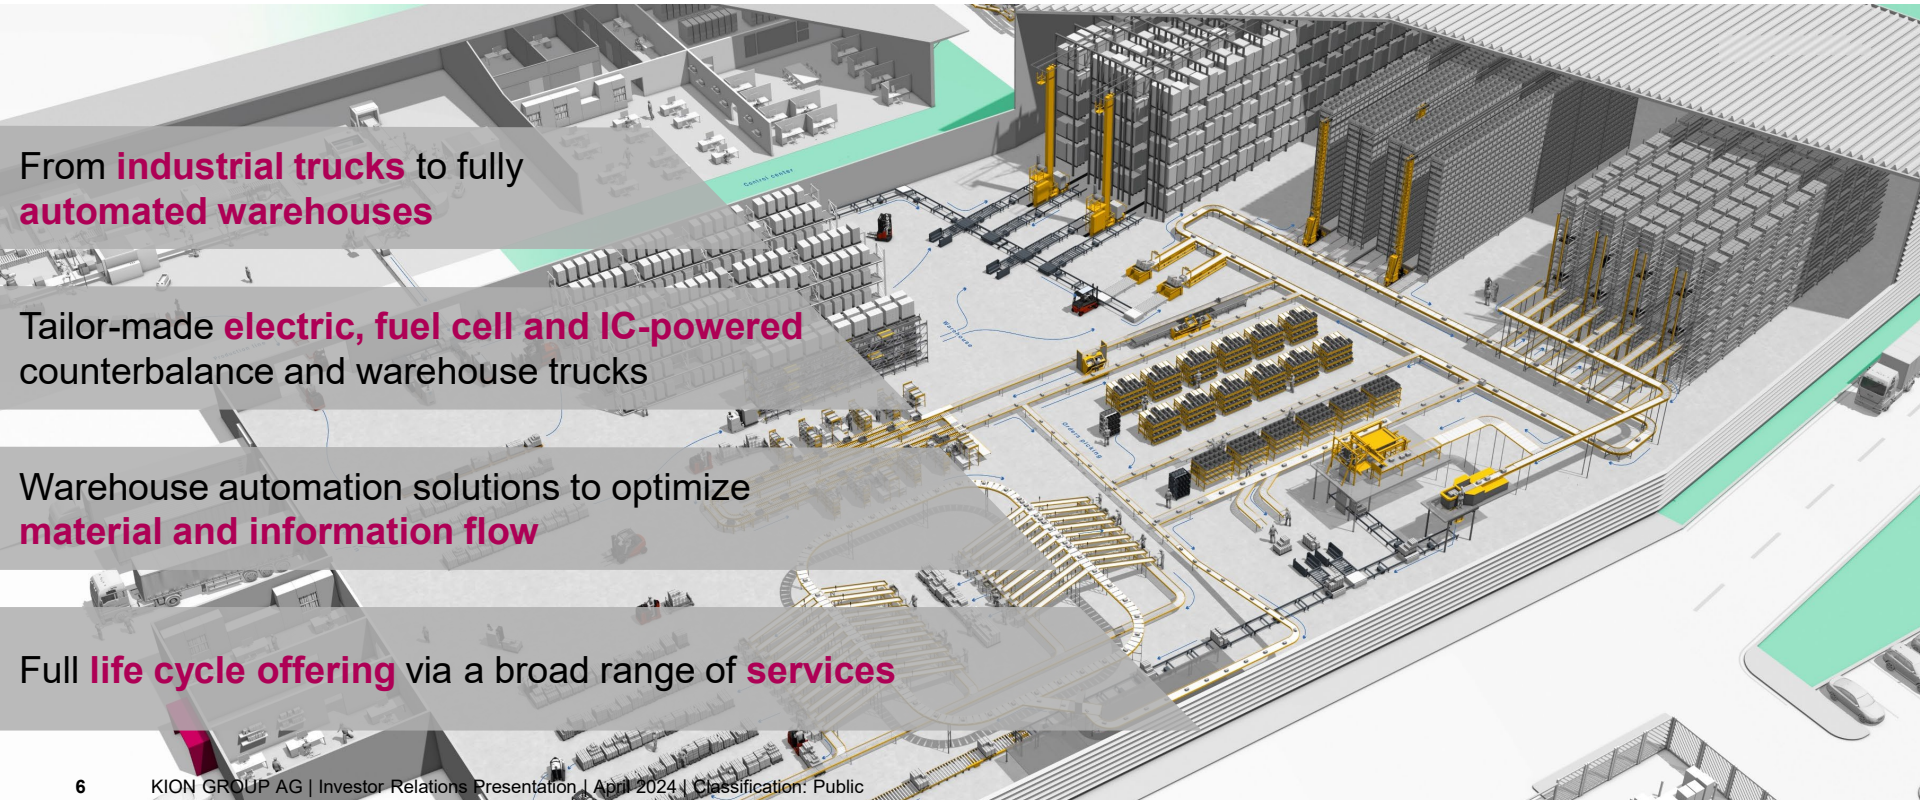 From industrial trucks to fully
automated warehouses
Control center
Tailor-made electric, fuel cell and IC-powered
counterbalance and warehouse trucks
Warehouse
Orders picking
Warehouse automation solutions to optimize
material and information flow
Full life cycle offering via a broad range of services
6 KION GROUP AG | Investor Relations Presentation | April 2024 | Classification: Public